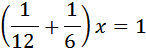 (1/12 + 1/6) x = 1